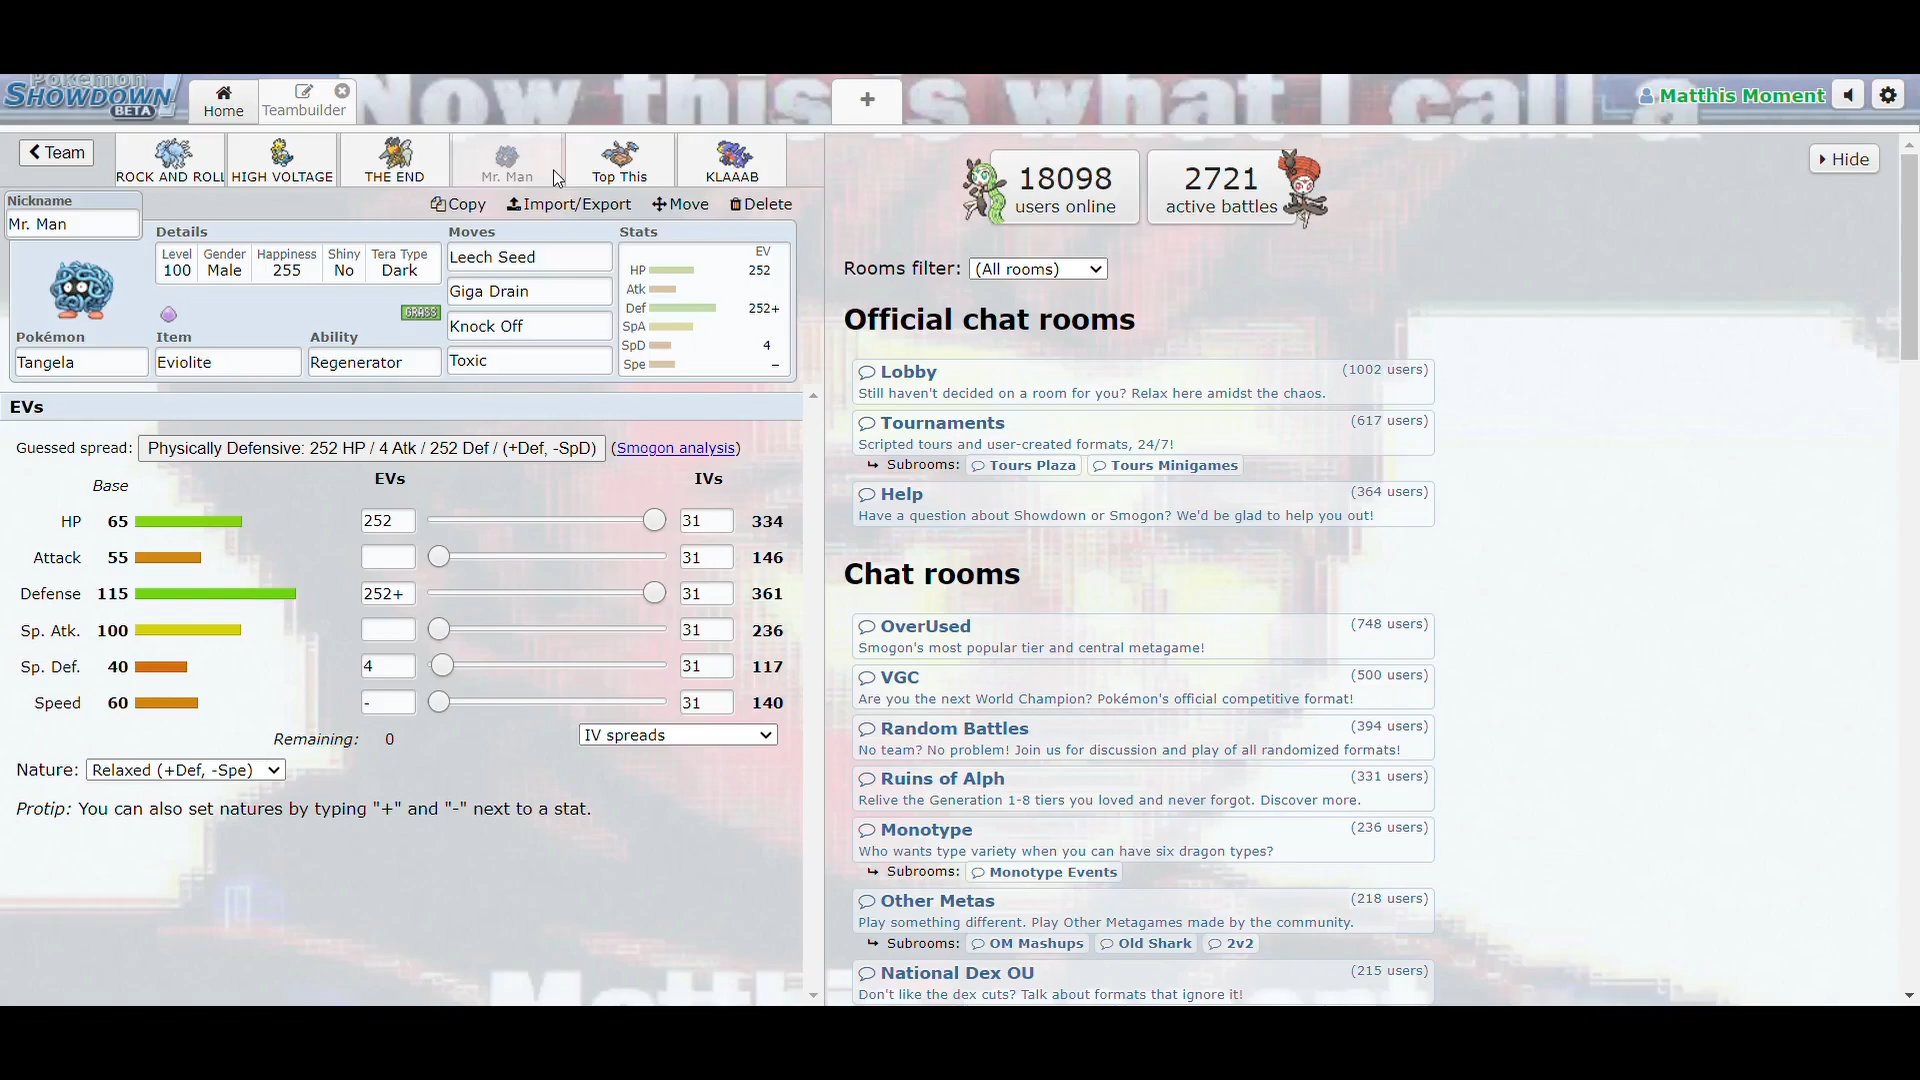 Now this is what I call a
Pokémon
SHOWDOWN!
BETA
Home
Teambuilder
+
Matthis Moment
Team
ROCK AND ROLL
HIGH VOLTAGE
THE END
Mr. Man
Top This
KLAAAB
Nickname
Mr. Man
Copy
Import/Export
Move
Delete
Details
Level
100
Gender
Male
Happiness
255
Shiny
No
Tera Type
Dark
GRASS
Pokémon
Tangela
Item
Eviolite
Ability
Regenerator
Moves
Leech Seed
Giga Drain
Knock Off
Toxic
Stats
EV
HP 252
Atk
Def 252+
SpA
SpD 4
Spe −
EVs
Guessed spread: Physically Defensive: 252 HP / 4 Atk / 252 Def / (+Def, -SpD) (Smogon analysis)
Base EVs IVs
HP 65 252 31 334
Attack 55 31 146
Defense 115 252+ 31 361
Sp. Atk. 100 31 236
Sp. Def. 40 4 31 117
Speed 60 - 31 140
Remaining: 0
IV spreads
Nature: Relaxed (+Def, -Spe)
Protip: You can also set natures by typing "+" and "-" next to a stat.
18098
users online
2721
active battles
Hide
Rooms filter: (All rooms)
Official chat rooms
Lobby (1002 users)
Still haven't decided on a room for you? Relax here amidst the chaos.
Tournaments (617 users)
Scripted tours and user-created formats, 24/7!
↳ Subrooms: Tours Plaza Tours Minigames
Help (364 users)
Have a question about Showdown or Smogon? We'd be glad to help you out!
Chat rooms
OverUsed (748 users)
Smogon's most popular tier and central metagame!
VGC (500 users)
Are you the next World Champion? Pokémon's official competitive format!
Random Battles (394 users)
No team? No problem! Join us for discussion and play of all randomized formats!
Ruins of Alph (331 users)
Relive the Generation 1-8 tiers you loved and never forgot. Discover more.
Monotype (236 users)
Who wants type variety when you can have six dragon types?
↳ Subrooms: Monotype Events
Other Metas (218 users)
Play something different. Play Other Metagames made by the community.
↳ Subrooms: OM Mashups Old Shark 2v2
National Dex OU (215 users)
Don't like the dex cuts? Talk about formats that ignore it!